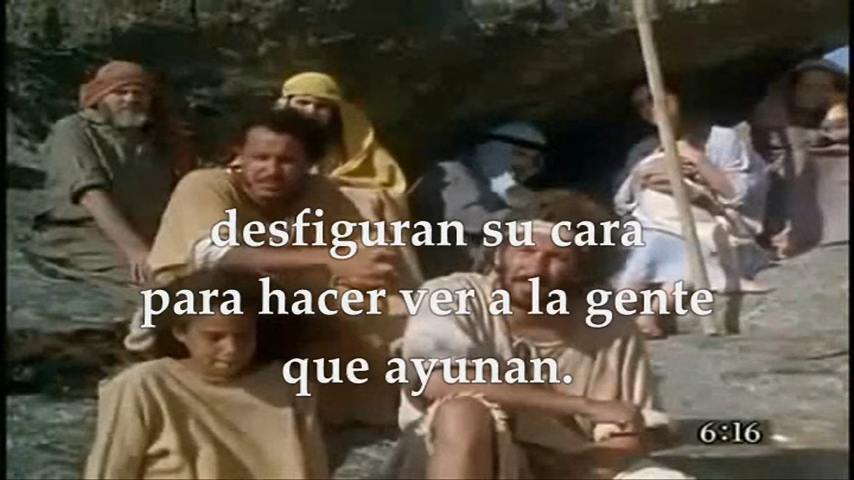 desfiguran su cara
para hacer ver a la gente
que ayunan.
6:16